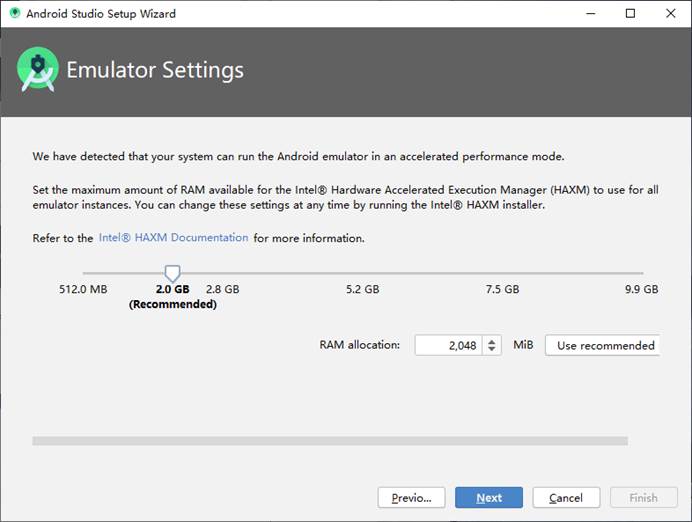 Android Studio Setup Wizard
Emulator Settings
We have detected that your system can run the Android emulator in an accelerated performance mode.
Set the maximum amount of RAM available for the Intel® Hardware Accelerated Execution Manager (HAXM) to use for all
emulator instances. You can change these settings at any time by running the Intel® HAXM installer.
Refer to the Intel® HAXM Documentation for more information.
512.0 MB 2.0 GB 2.8 GB 5.2 GB 7.5 GB 9.9 GB
(Recommended)
RAM allocation: 2,048 MiB Use recommended
Previo... Next Cancel Finish